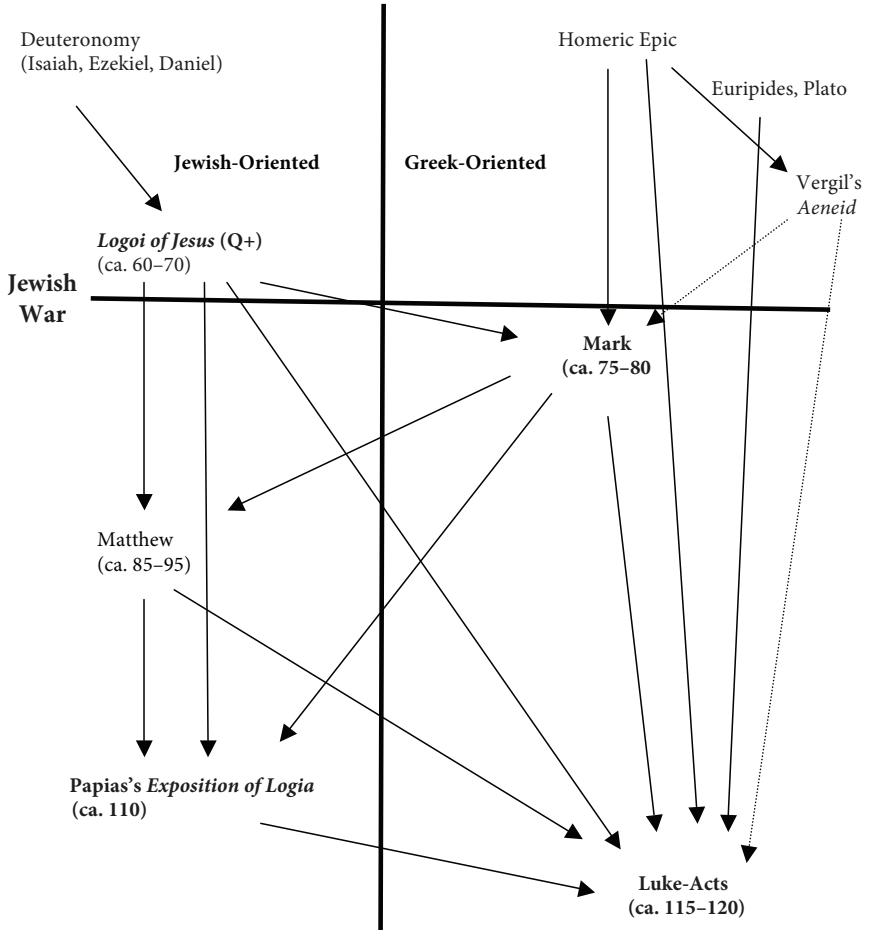 Deuteronomy
(Isaiah, Ezekiel, Daniel)
Homeric Epic
Euripides, Plato
Jewish-Oriented
Greek-Oriented
Vergil's
Aeneid
Logoi of Jesus (Q+)
(ca. 60–70)
Jewish
War
Mark
(ca. 75–80
Matthew
(ca. 85–95)
Papias's Exposition of Logia
(ca. 110)
Luke-Acts
(ca. 115–120)